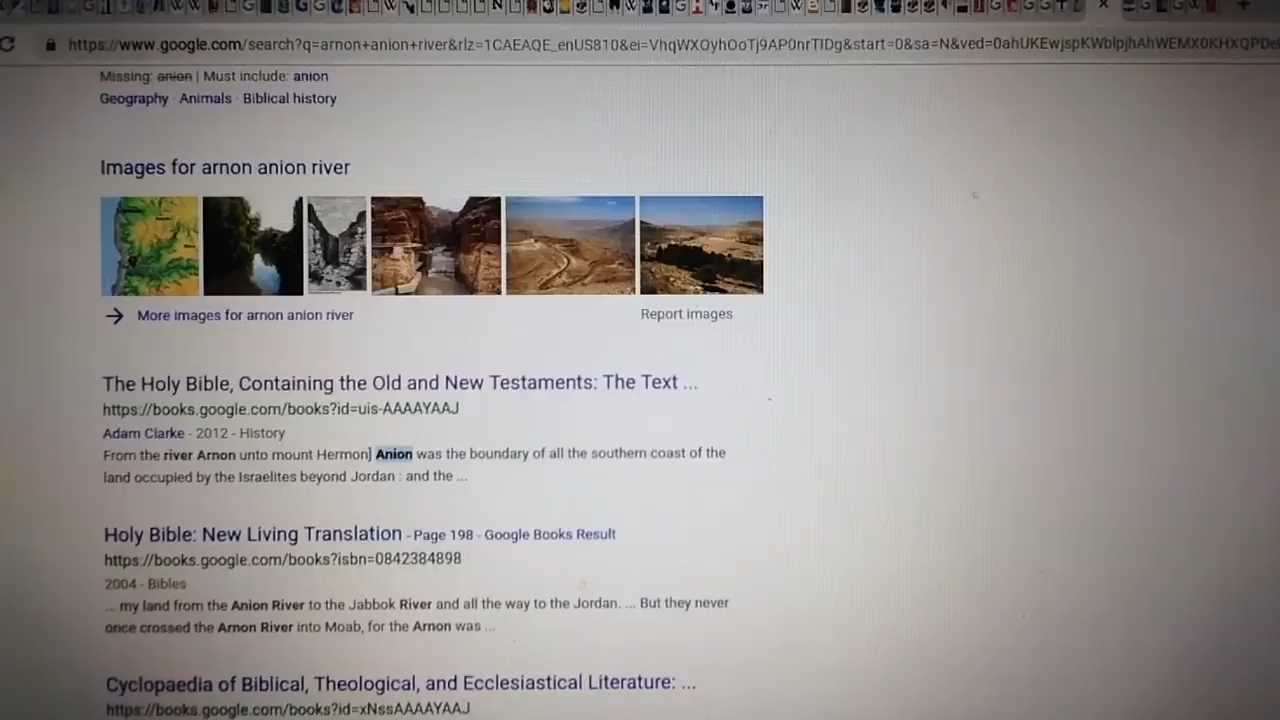 https://www.google.com/search?q=arnon+anion+river&rlz=1CAEAQE_enUS810&ei=VhqWXOyhOoTj9AP0nrTIDg&start=0&sa=N&ved=0ahUKEwjspKWblpjhAhWEMX0KHXQPDe
Missing: anion | Must include: anion
Geography · Animals · Biblical history
Images for arnon anion river
More images for arnon anion river
Report images
The Holy Bible, Containing the Old and New Testaments: The Text ...
https://books.google.com/books?id=uis-AAAAYAAJ
Adam Clarke - 2012 - History
From the river Arnon unto mount Hermon] Anion was the boundary of all the southern coast of the
land occupied by the Israelites beyond Jordan : and the ...
Holy Bible: New Living Translation - Page 198 - Google Books Result
https://books.google.com/books?isbn=0842384898
2004 - Bibles
... my land from the Anion River to the Jabbok River and all the way to the Jordan. ... But they never
once crossed the Arnon River into Moab, for the Arnon was ...
Cyclopaedia of Biblical, Theological, and Ecclesiastical Literature: ...
https://books.google.com/books?id=xNssAAAAYAAJ